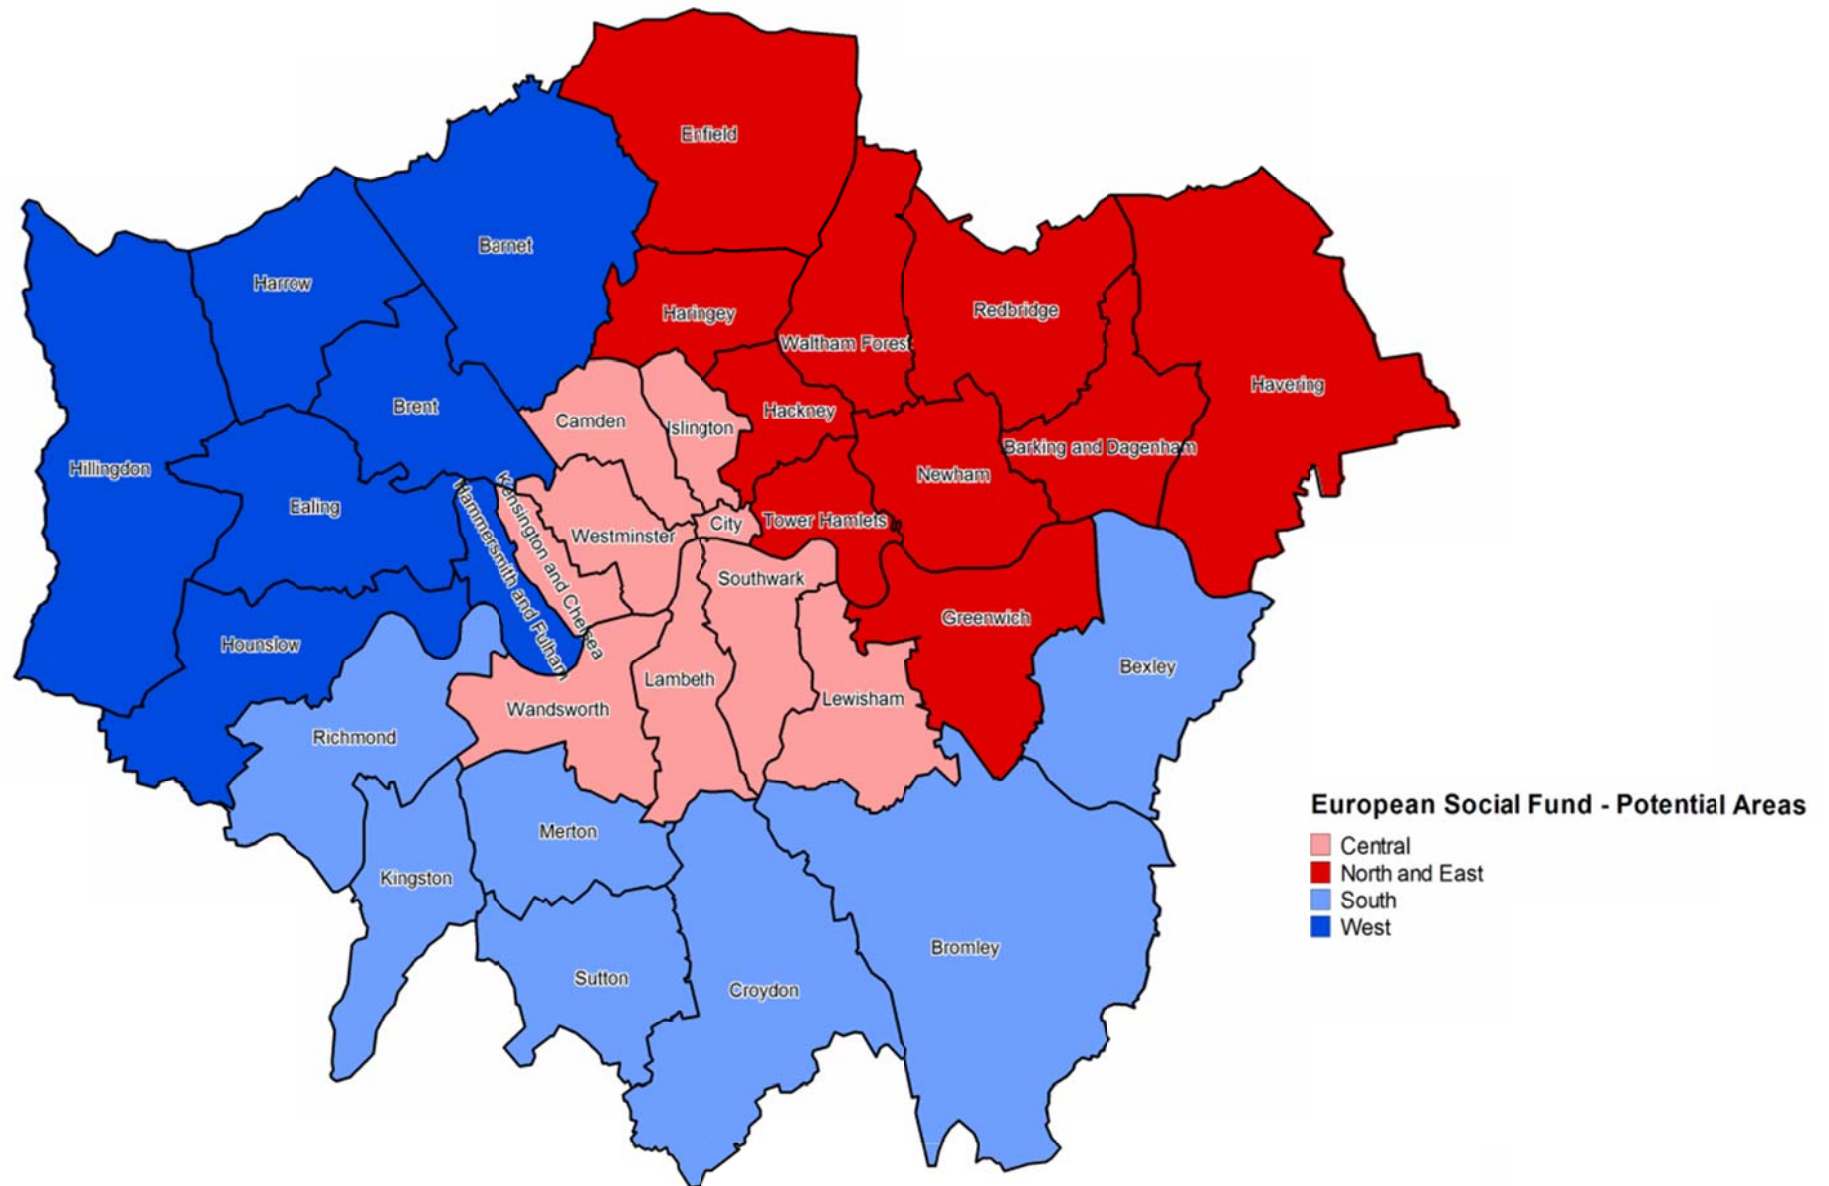 Enfield
Barnet
Harrow
Haringey
Redbridge
Waltham Forest
Havering
Brent
Camden
Islington
Hackney
Barking and Dagenham
Hillingdon
Newham
Ealing
Hammersmith and Fulham
Kensington and Chelsea
Westminster
City
Tower Hamlets
Southwark
Greenwich
Hounslow
Bexley
Lambeth
Lewisham
Wandsworth
Richmond
Merton
Kingston
Bromley
Sutton
Croydon
European Social Fund - Potential Areas
Central
North and East
South
West